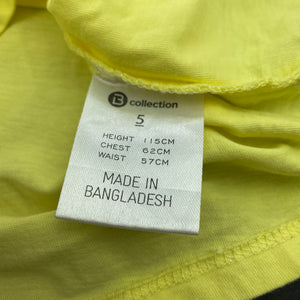 B collection
5
HEIGHT 115CM
CHEST 62CM
WAIST 57CM
MADE IN
BANGLADESH